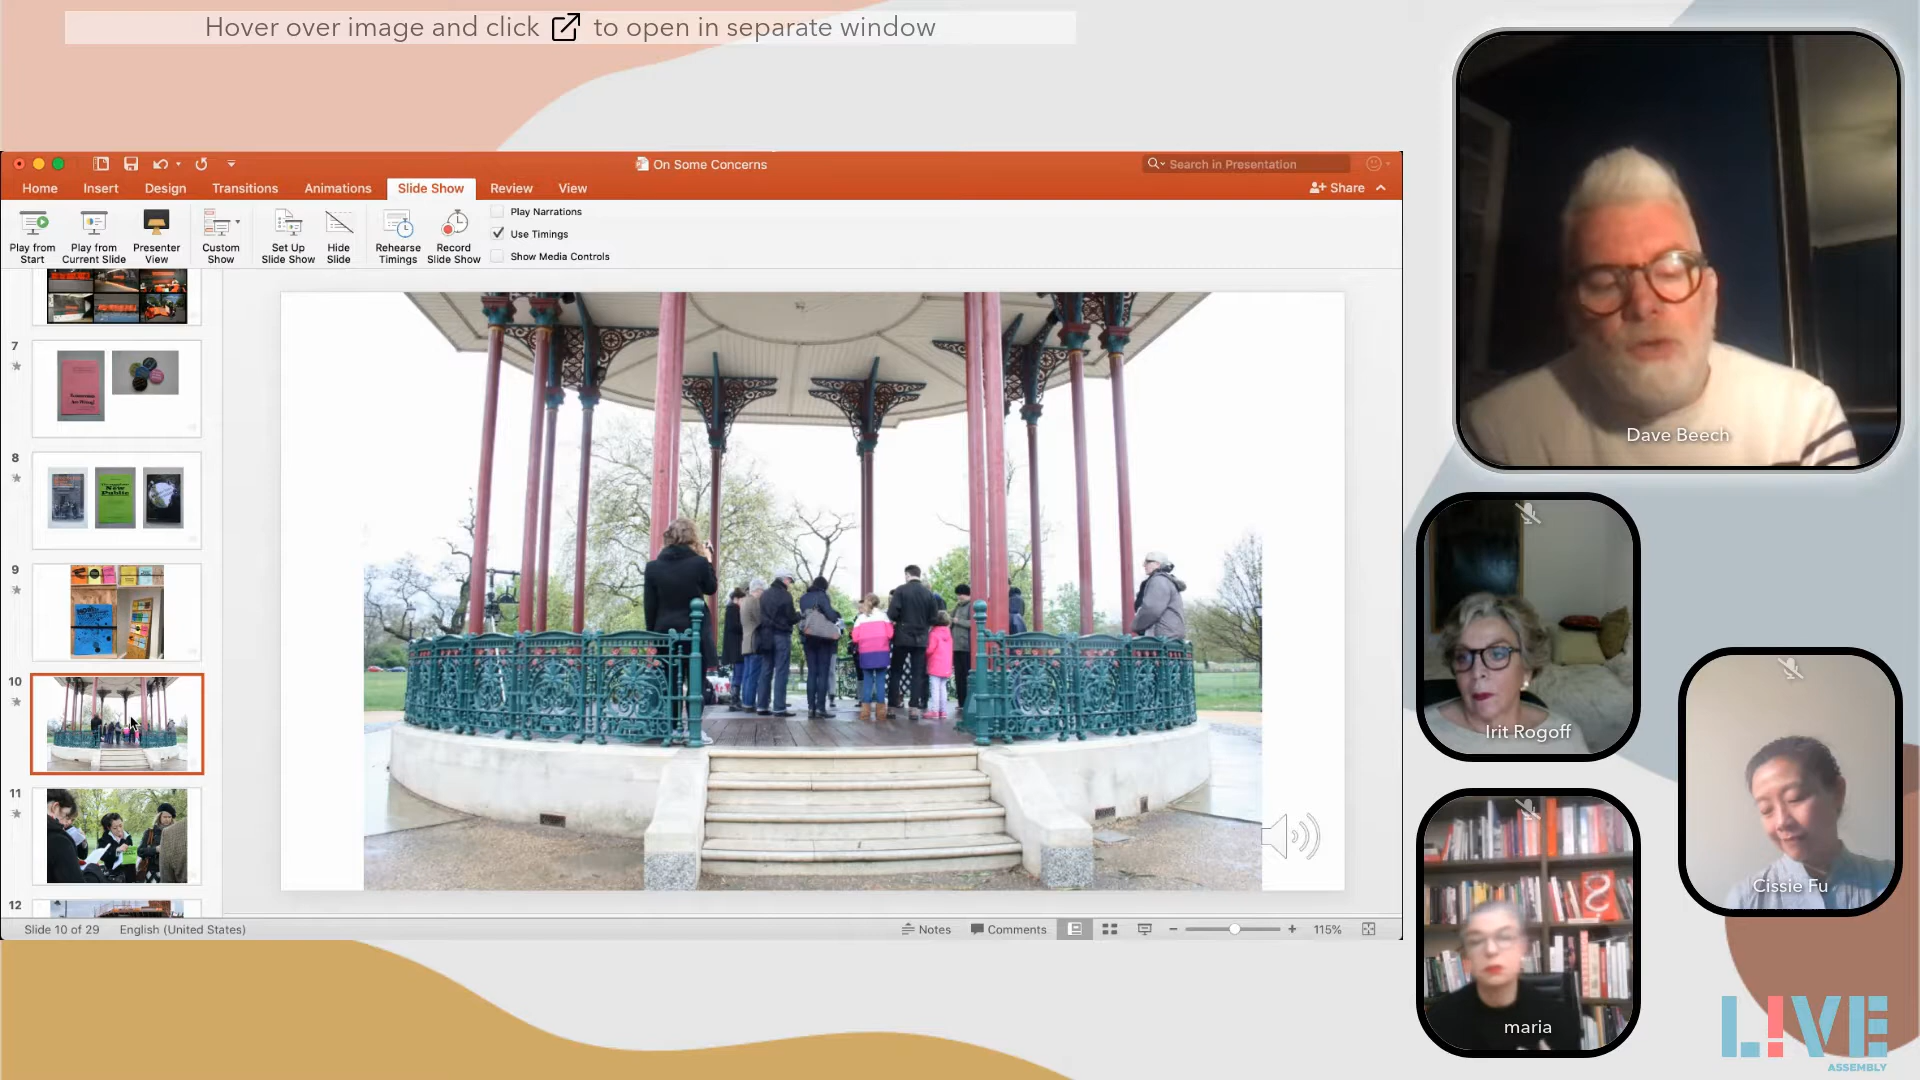 Hover over image and click to open in separate window
On Some Concerns
Search in Presentation
Home Insert Design Transitions Animations Slide Show Review View
Share
Play from Start
Play from Current Slide
Presenter View
Custom Show
Set Up Slide Show
Hide Slide
Rehearse Timings
Record Slide Show
Play Narrations
Use Timings
Show Media Controls
7
8
New
Public
9
10
11
12
Slide 10 of 29 English (United States)
Notes Comments 115%
Dave Beech
Irit Rogoff
Cissie Fu
maria
L!VE
ASSEMBLY